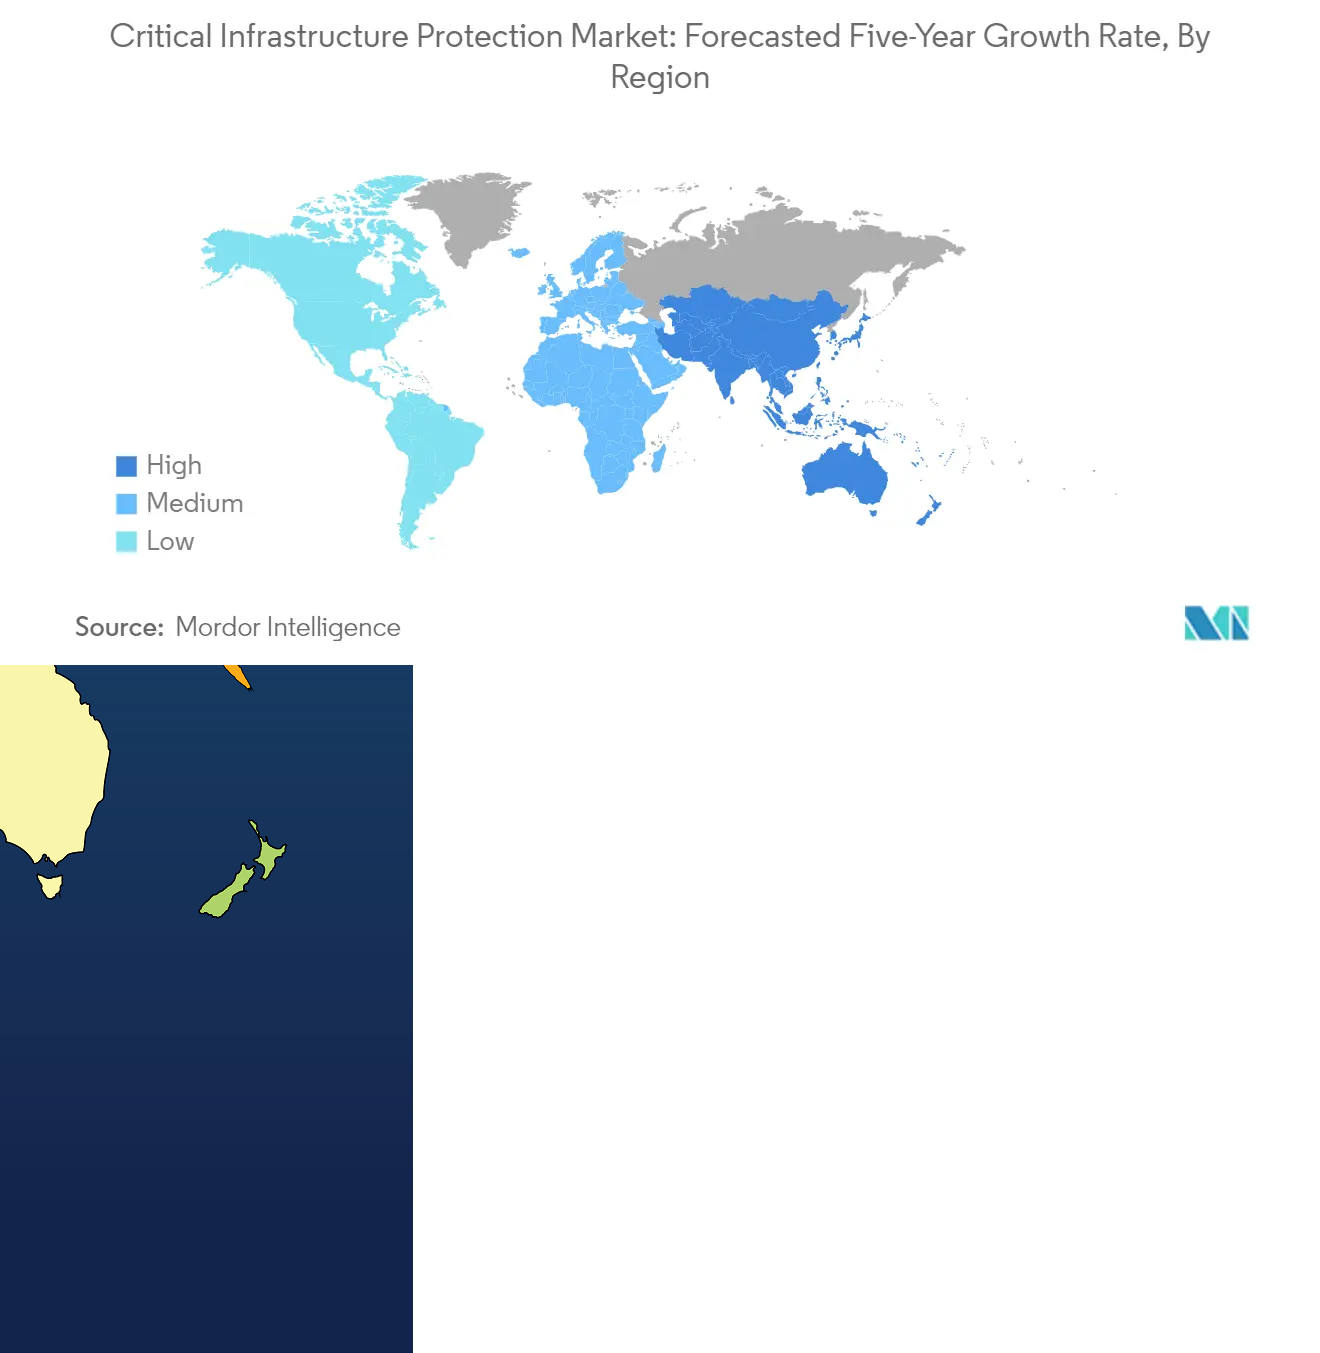 Critical Infrastructure Protection Market: Forecasted Five-Year Growth Rate, By
Region
High
Medium
Low
Source: Mordor Intelligence